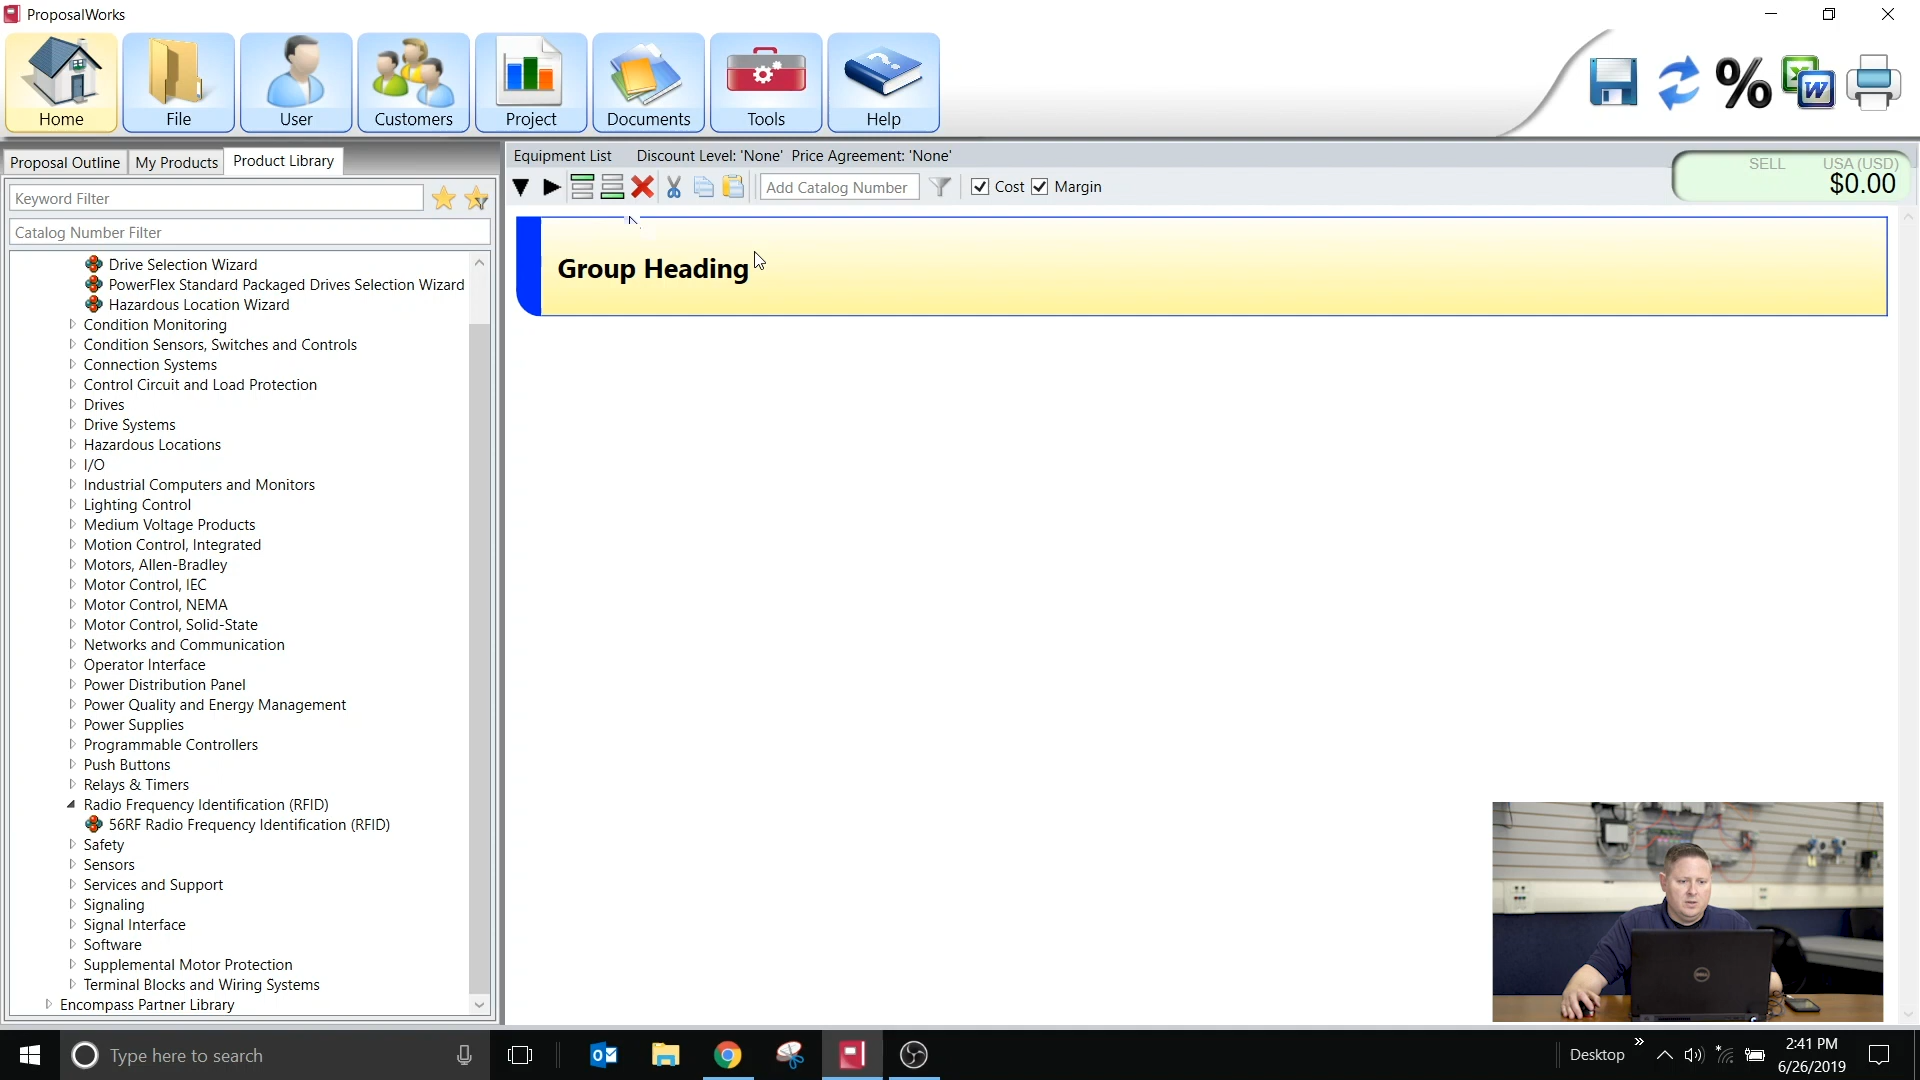 ProposalWorks
Home
File
User
Customers
Project
Documents
Tools
Help
Proposal Outline
My Products
Product Library
Equipment List
Discount Level: 'None' Price Agreement: 'None'
SELL
USA (USD)
$0.00
Keyword Filter
Add Catalog Number
Cost
Margin
Catalog Number Filter
Group Heading
Drive Selection Wizard
PowerFlex Standard Packaged Drives Selection Wizard
Hazardous Location Wizard
Condition Monitoring
Condition Sensors, Switches and Controls
Connection Systems
Control Circuit and Load Protection
Drives
Drive Systems
Hazardous Locations
I/O
Industrial Computers and Monitors
Lighting Control
Medium Voltage Products
Motion Control, Integrated
Motors, Allen-Bradley
Motor Control, IEC
Motor Control, NEMA
Motor Control, Solid-State
Networks and Communication
Operator Interface
Power Distribution Panel
Power Quality and Energy Management
Power Supplies
Programmable Controllers
Push Buttons
Relays & Timers
Radio Frequency Identification (RFID)
56RF Radio Frequency Identification (RFID)
Safety
Sensors
Services and Support
Signaling
Signal Interface
Software
Supplemental Motor Protection
Terminal Blocks and Wiring Systems
Encompass Partner Library
Type here to search
Desktop
2:41 PM
6/26/2019